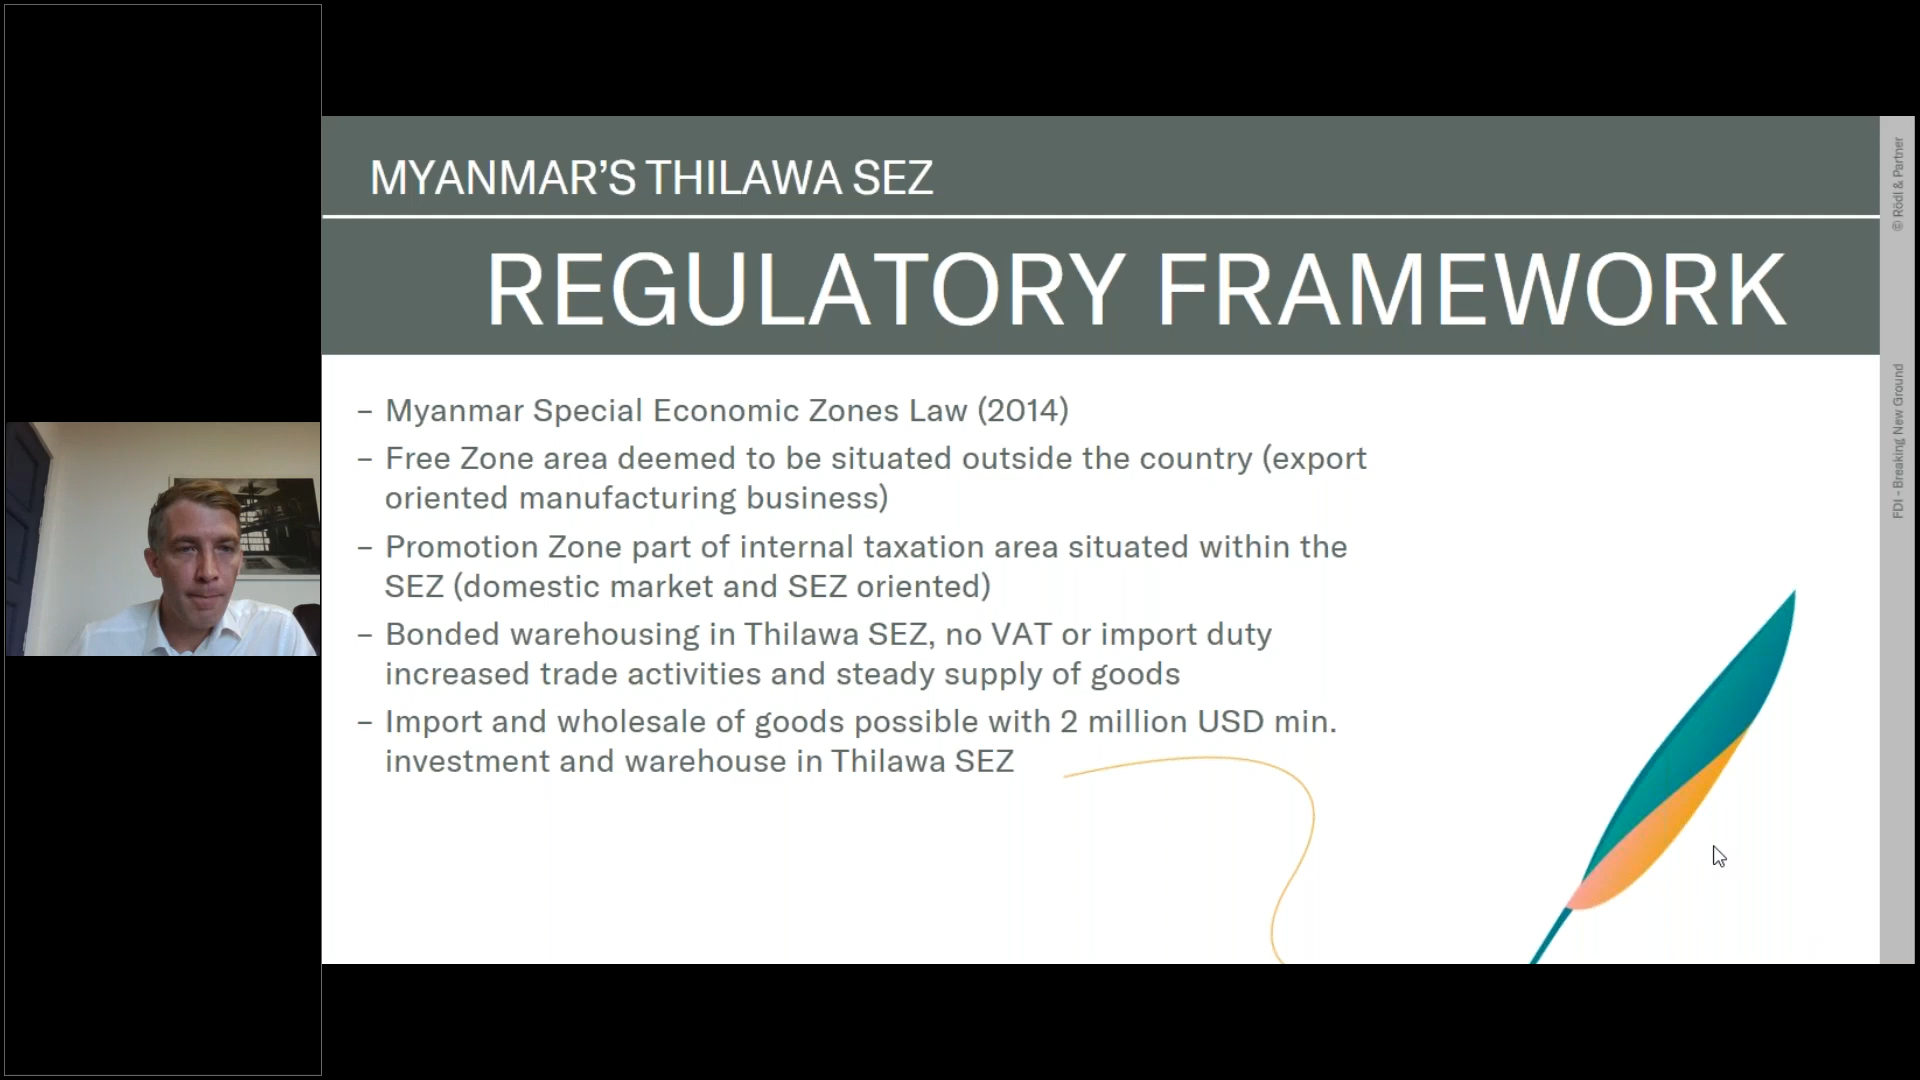 MYANMAR’S THILAWA SEZ
REGULATORY FRAMEWORK
– Myanmar Special Economic Zones Law (2014)
– Free Zone area deemed to be situated outside the country (export
oriented manufacturing business)
– Promotion Zone part of internal taxation area situated within the
SEZ (domestic market and SEZ oriented)
– Bonded warehousing in Thilawa SEZ, no VAT or import duty
increased trade activities and steady supply of goods
– Import and wholesale of goods possible with 2 million USD min.
investment and warehouse in Thilawa SEZ
© Rödl & Partner
FDI - Breaking New Ground